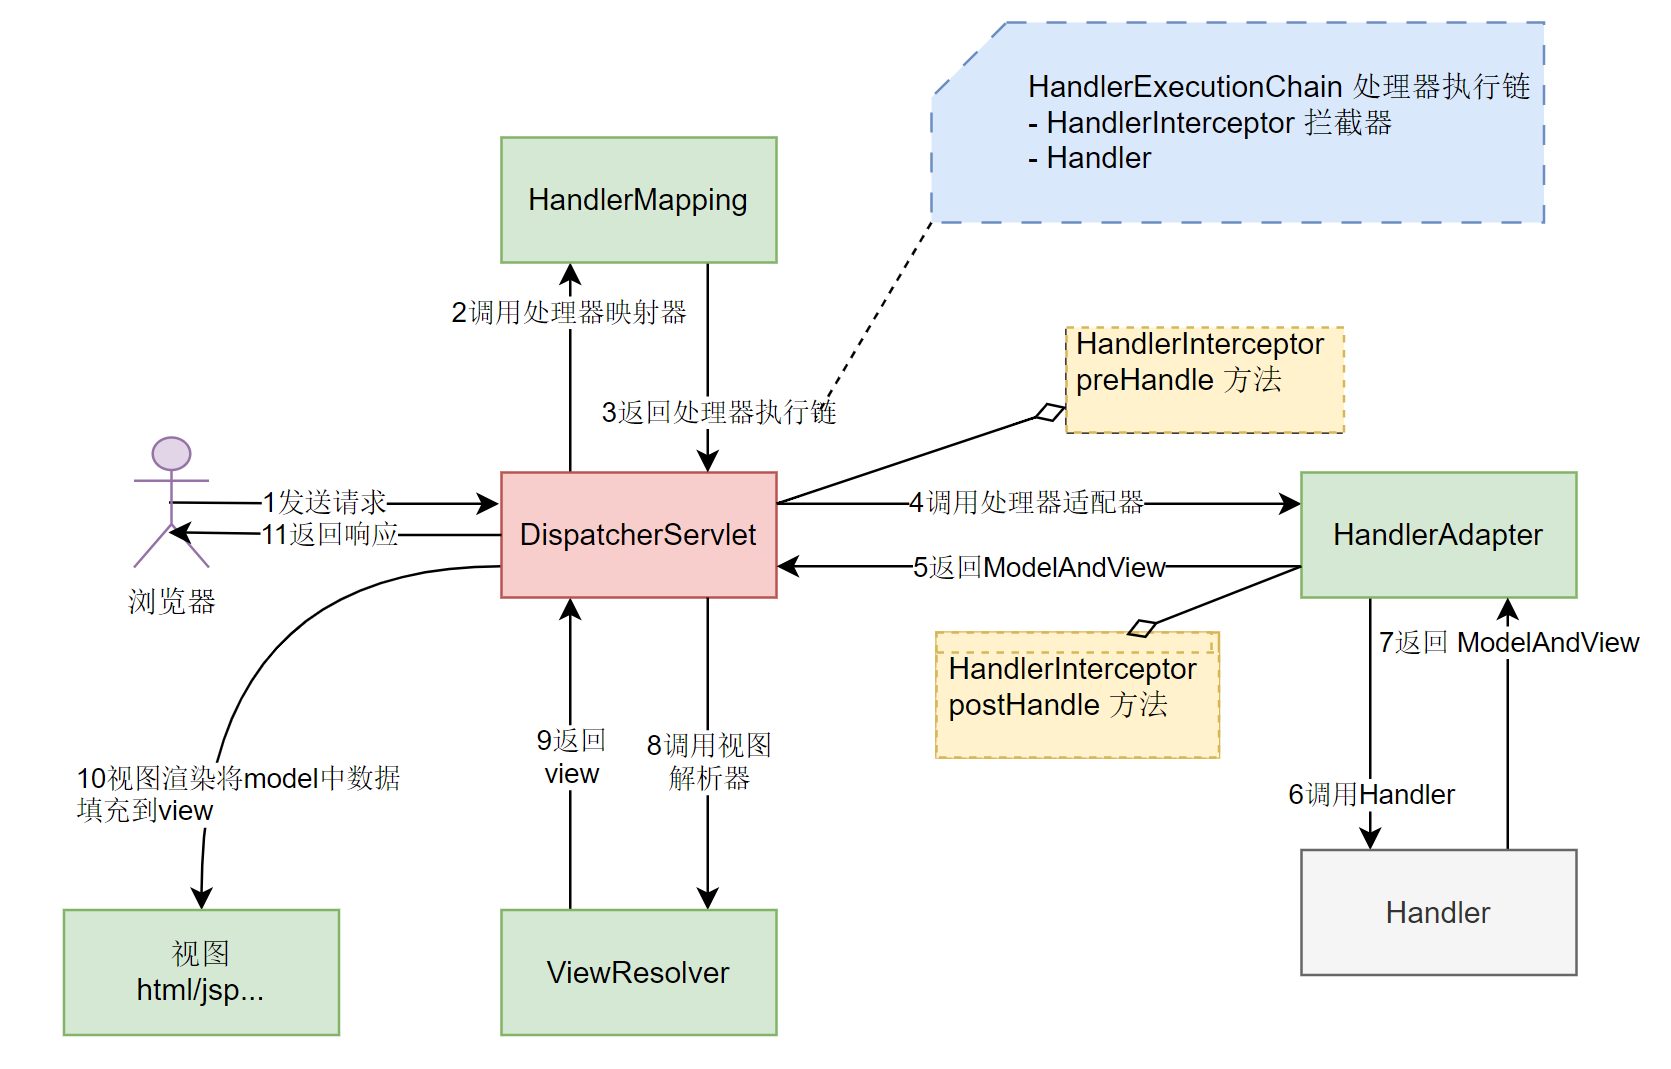 HandlerExecutionChain 处理器执行链
- HandlerInterceptor 拦截器
- Handler
HandlerMapping
2调用处理器映射器
3返回处理器执行链
HandlerInterceptor
preHandle 方法
1发送请求
11返回响应
浏览器
DispatcherServlet
4调用处理器适配器
5返回ModelAndView
HandlerAdapter
HandlerInterceptor
postHandle 方法
7返回 ModelAndView
6调用Handler
9返回
view
8调用视图
解析器
10视图渲染将model中数据
填充到view
视图
html/jsp...
ViewResolver
Handler